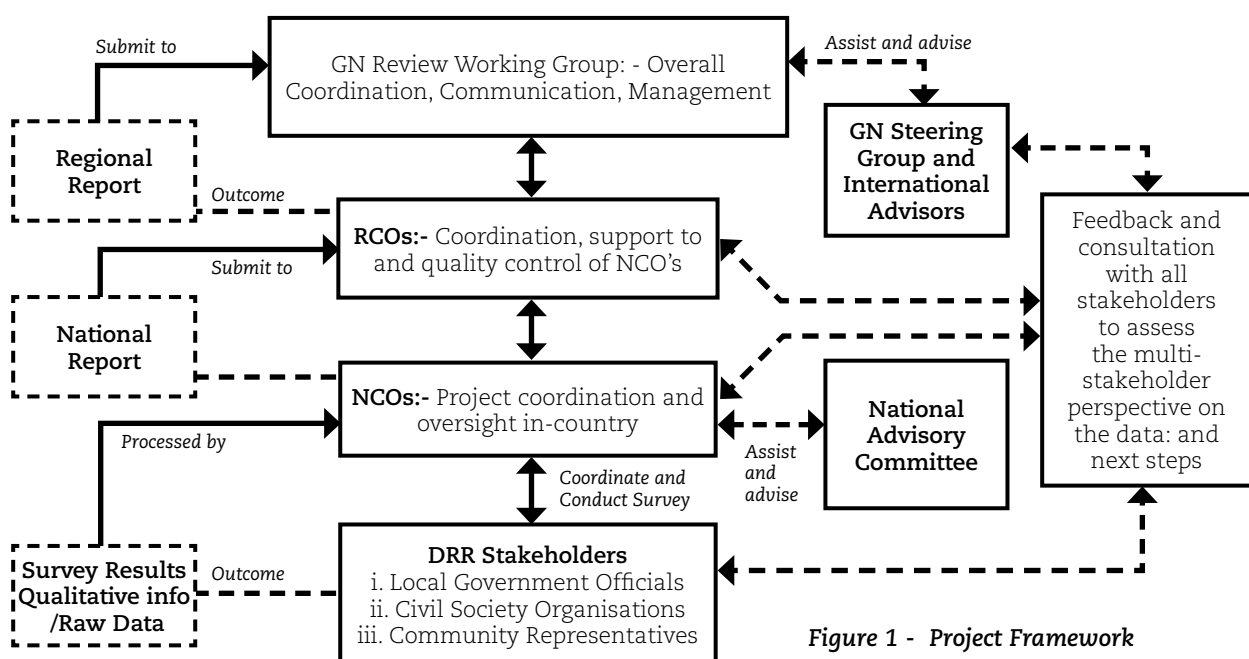 Submit to
GN Review Working Group: - Overall
Coordination, Communication, Management
Assist and advise
GN Steering
Group and
International
Advisors
Regional
Report
Outcome
RCOs:- Coordination, support to
and quality control of NCO's
Submit to
Feedback and
consultation
with all
stakeholders
to assess
the multi-
stakeholder
perspective on
the data: and
next steps
National
Report
NCOs:- Project coordination and
oversight in-country
Processed by
Assist
and
advise
National
Advisory
Committee
Coordinate and
Conduct Survey
Survey Results
Qualitative info
/Raw Data
Outcome
DRR Stakeholders
i. Local Government Officials
ii. Civil Society Organisations
iii. Community Representatives
Figure 1 - Project Framework